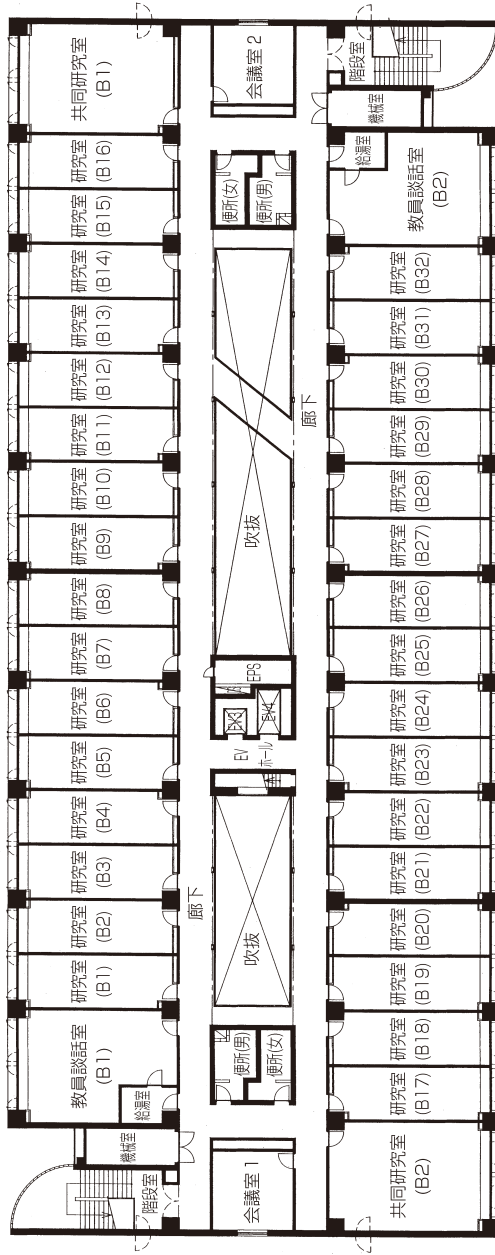 共同研究室
(B1)
研究室
(B16)
研究室
(B15)
研究室
(B14)
研究室
(B13)
研究室
(B12)
研究室
(B11)
研究室
(B10)
研究室
(B9)
研究室
(B8)
研究室
(B7)
研究室
(B6)
研究室
(B5)
研究室
(B4)
研究室
(B3)
研究室
(B2)
研究室
(B1)
教員談話室
(B1)
給湯室
機械室
階段室
会議室2
便所(女)
便所(男)
廊下
吹抜
EPS
EV3
EV4
EV
ホール
廊下
吹抜
便所(男)
便所(女)
会議室1
階段室
機械室
給湯室
教員談話室
(B2)
研究室
(B32)
研究室
(B31)
研究室
(B30)
研究室
(B29)
研究室
(B28)
研究室
(B27)
研究室
(B26)
研究室
(B25)
研究室
(B24)
研究室
(B23)
研究室
(B22)
研究室
(B21)
研究室
(B20)
研究室
(B19)
研究室
(B18)
研究室
(B17)
共同研究室
(B2)